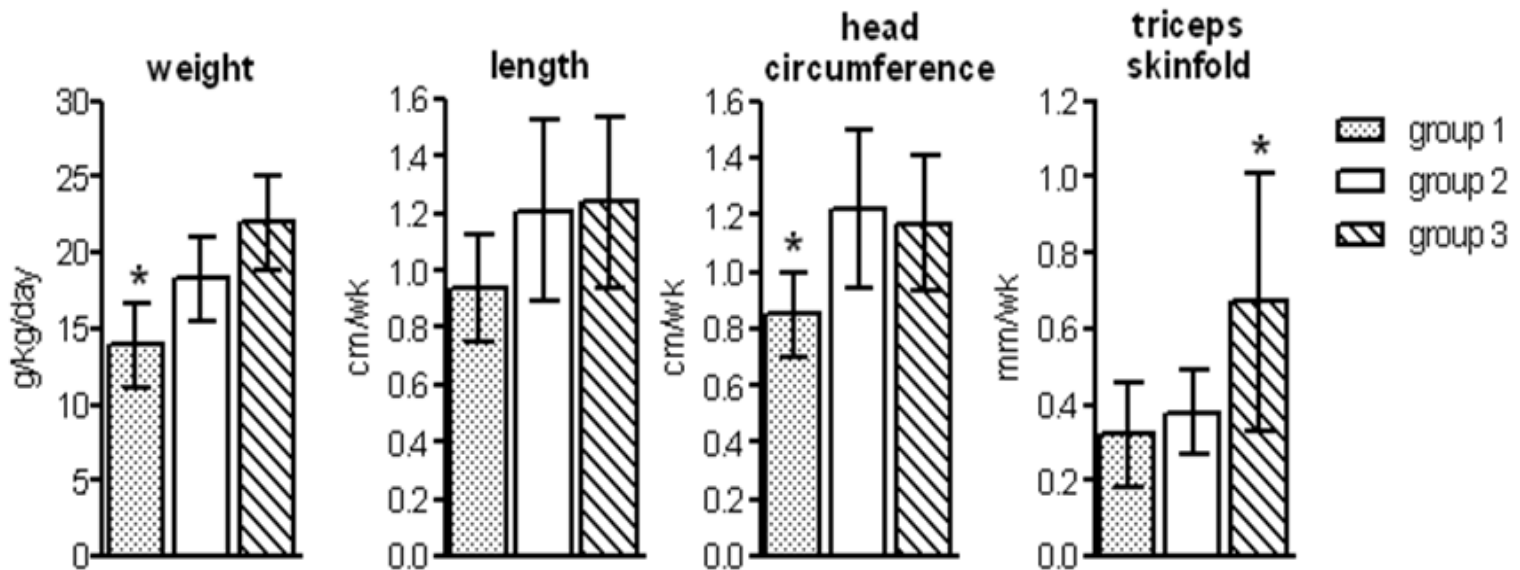 weight
g/kg/day
30
25
20
15
10
5
0
*
length
cm/wk
1.6
1.4
1.2
1.0
0.8
0.6
0.4
0.2
0.0
head
circumference
cm/wk
1.6
1.4
1.2
1.0
0.8
0.6
0.4
0.2
0.0
*
triceps
skinfold
mm/wk
1.2
1.0
0.8
0.6
0.4
0.2
0.0
*
group 1
group 2
group 3